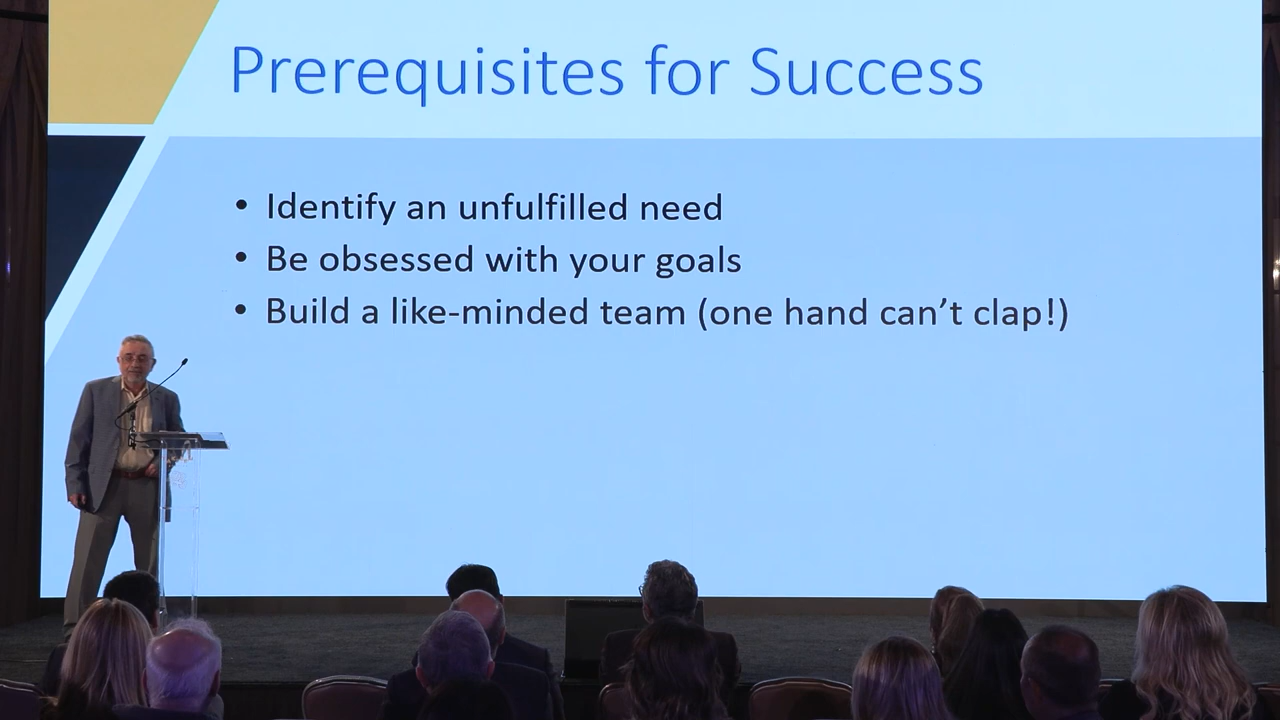 Prerequisites for Success
• Identify an unfulfilled need
• Be obsessed with your goals
• Build a like-minded team (one hand can’t clap!)